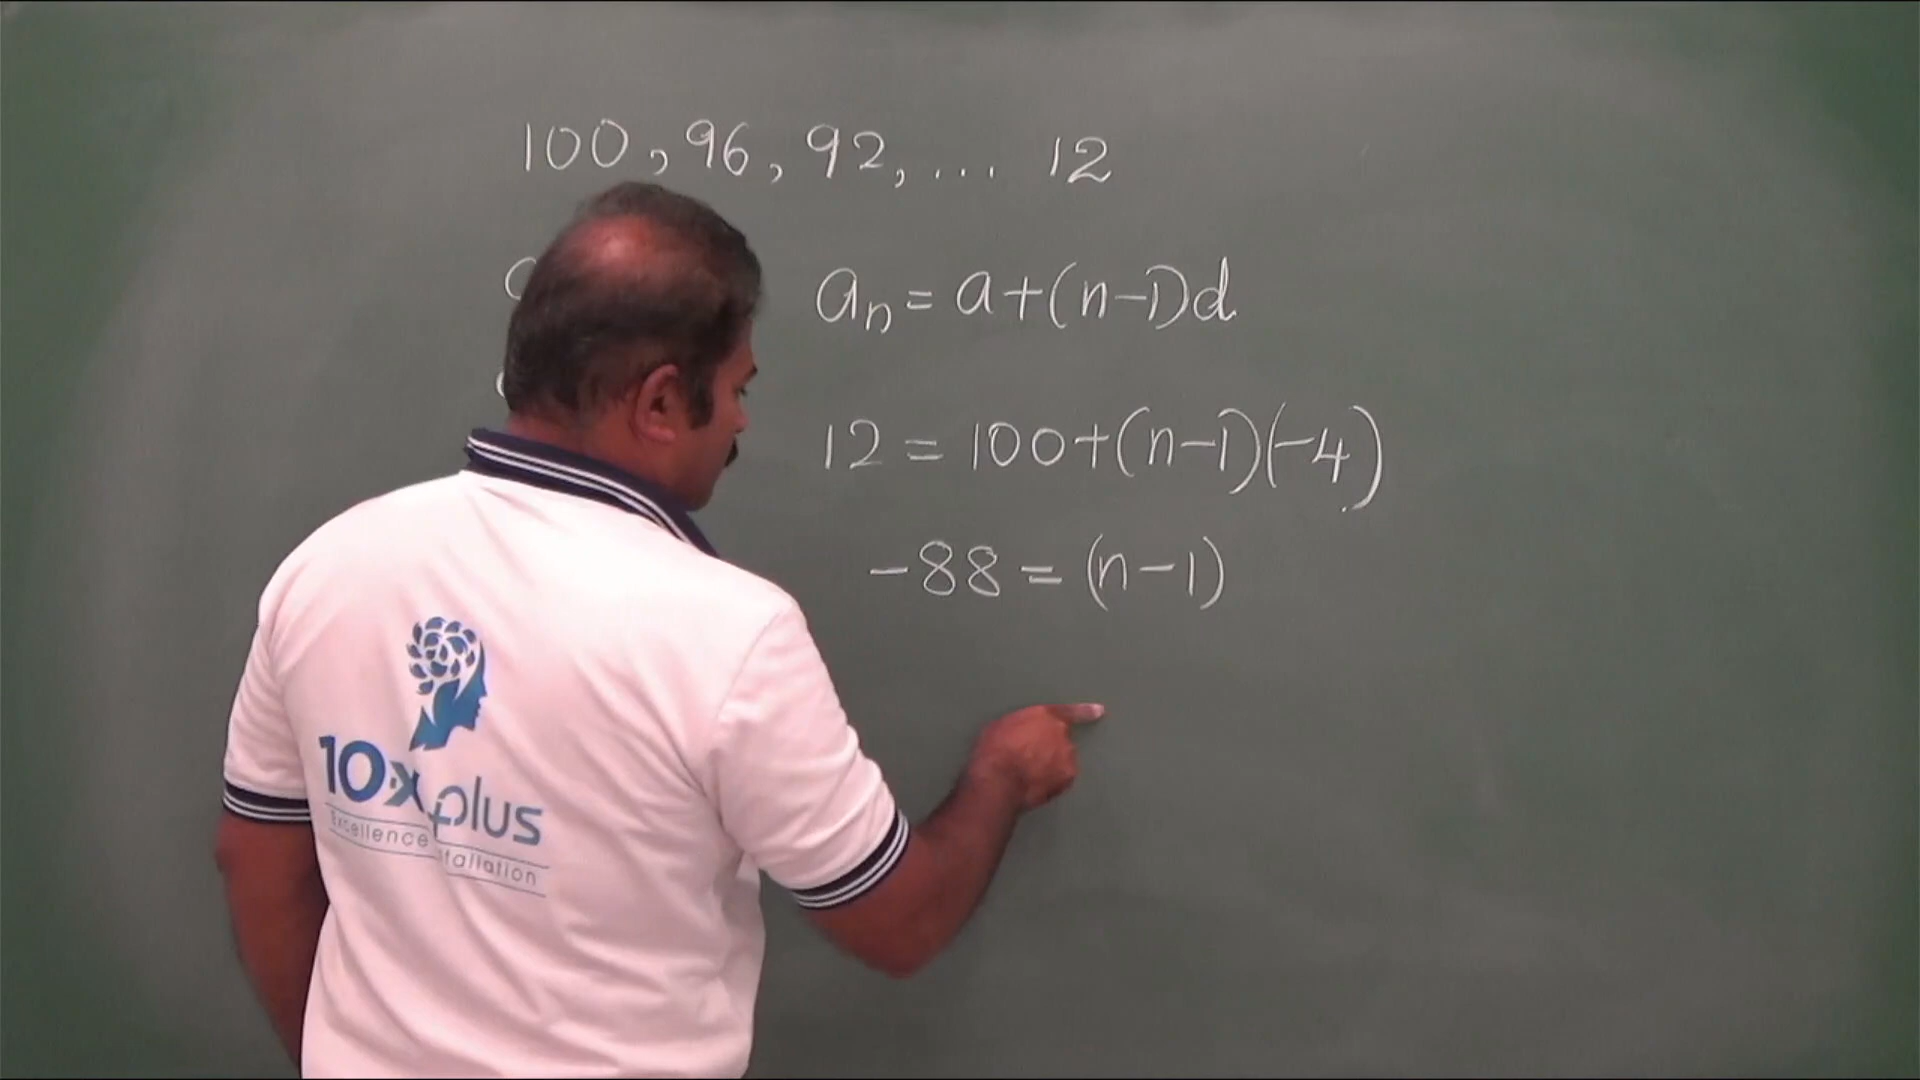 100, 96, 92, ... 12
aₙ = a+(n-1)d
12 = 100+(n-1)(-4)
-88 = (n-1)
10x plus
Excellence